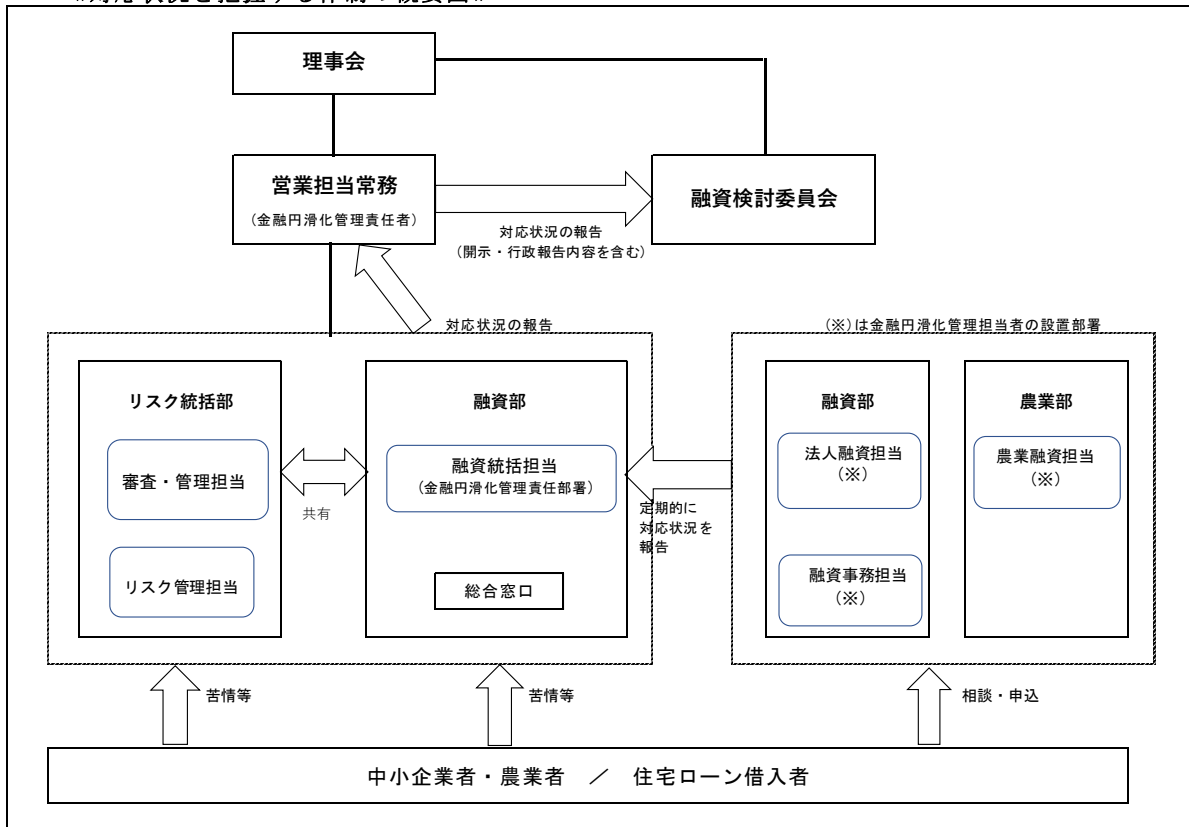 理事会
営業担当常務
(金融円滑化管理責任者)
融資検討委員会
対応状況の報告
(開示・行政報告内容を含む)
対応状況の報告
(※)は金融円滑化管理担当者の設置部署
リスク統括部
審査・管理担当
リスク管理担当
共有
融資部
融資統括担当
(金融円滑化管理責任部署)
総合窓口
定期的に
対応状況を
報告
融資部
法人融資担当
(※)
融資事務担当
(※)
農業部
農業融資担当
(※)
苦情等
苦情等
相談・申込
中小企業者・農業者 / 住宅ローン借入者